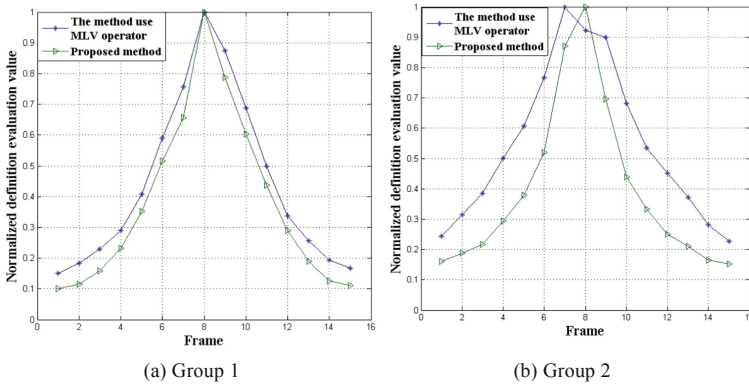 The method use
MLV operator
Proposed method
Normalized definition evaluation value
1
0.9
0.8
0.7
0.6
0.5
0.4
0.3
0.2
0.1
0
0 2 4 6 8 10 12 14 16
Frame
(a) Group 1
The method use
MLV operator
Proposed method
Normalized definition evaluation value
1
0.9
0.8
0.7
0.6
0.5
0.4
0.3
0.2
0.1
0
0 2 4 6 8 10 12 14 16
Frame
(b) Group 2